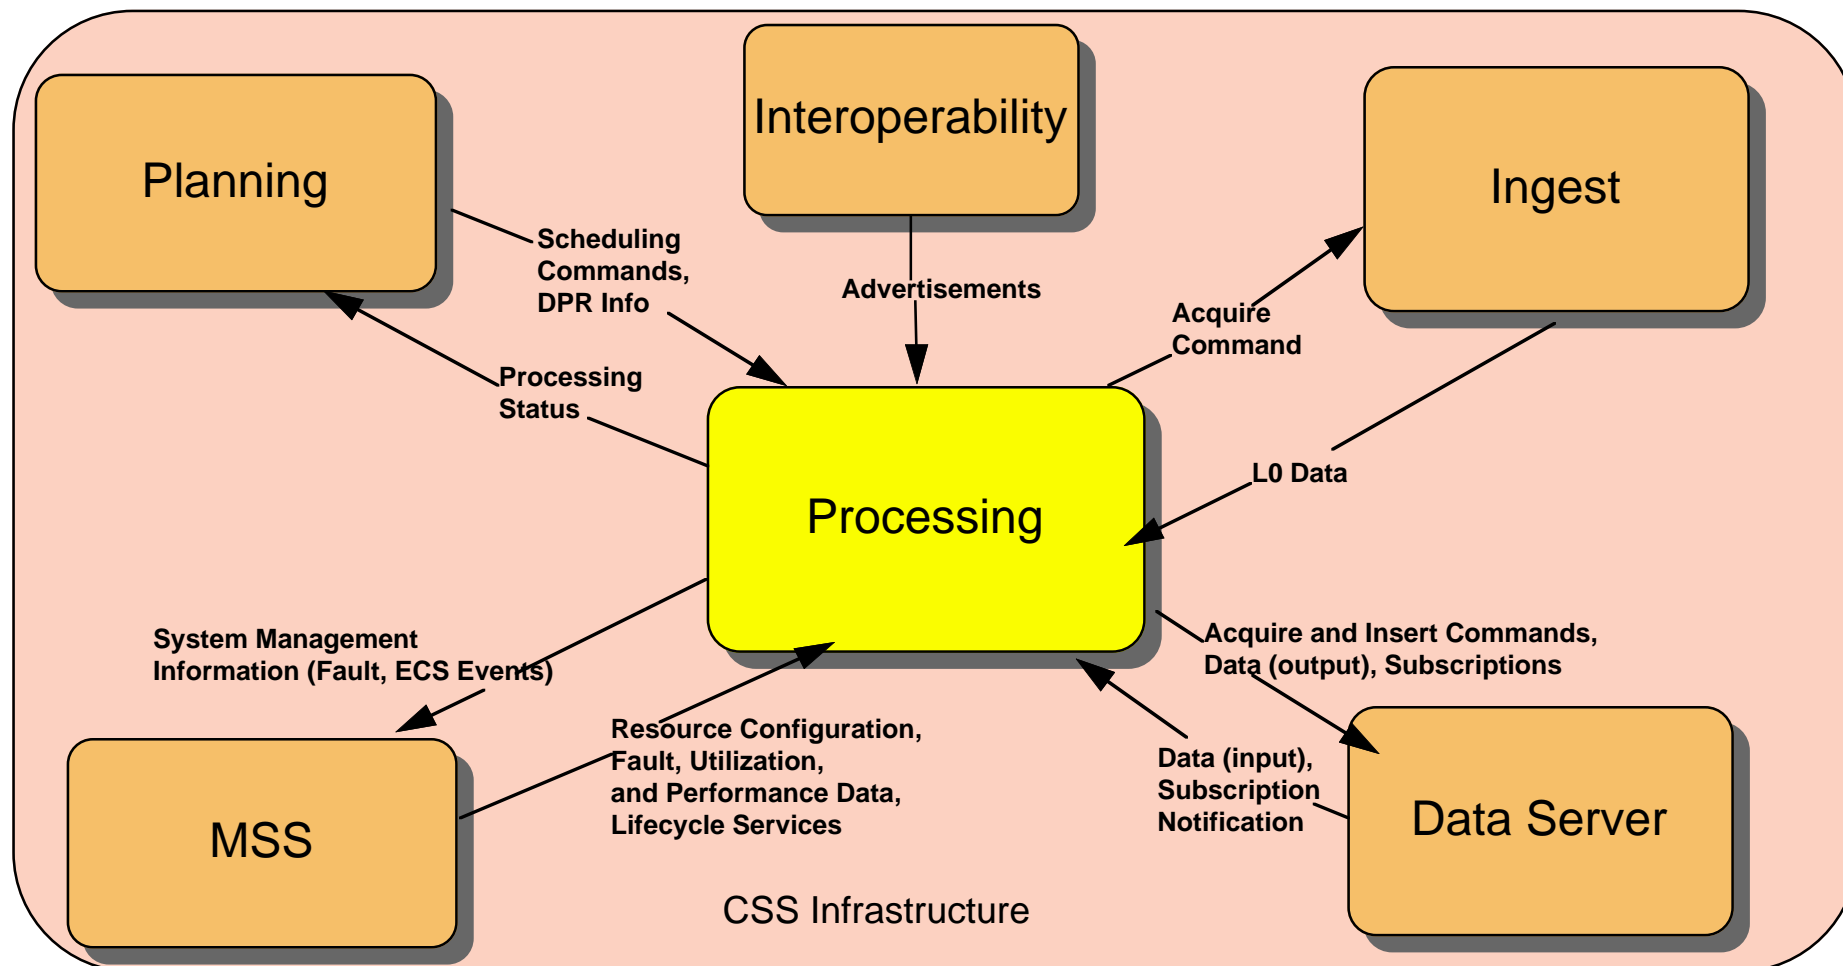 Interoperability
Planning
Ingest
Scheduling
Commands,
DPR Info
Advertisements
Acquire
Command
Processing
Status
L0 Data
Processing
System Management
Information (Fault, ECS Events)
Acquire and Insert Commands,
Data (output), Subscriptions
Resource Configuration,
Fault, Utilization,
and Performance Data,
Lifecycle Services
Data (input),
Subscription
Notification
MSS
Data Server
CSS Infrastructure